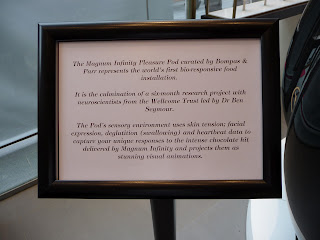 The Magnum Infinity Pleasure Pod curated by Bompas &
Parr represents the world's first bio-responsive food
installation.
It is the culmination of a six-month research project with
neuroscientists from the Wellcome Trust led by Dr Ben
Seymour.
The Pod's sensory environment uses skin tension; facial
expression, deglutition (swallowing) and heartbeat data to
capture your unique responses to the intense chocolate hit
delivered by Magnum Infinity and projects them as
stunning visual animations.